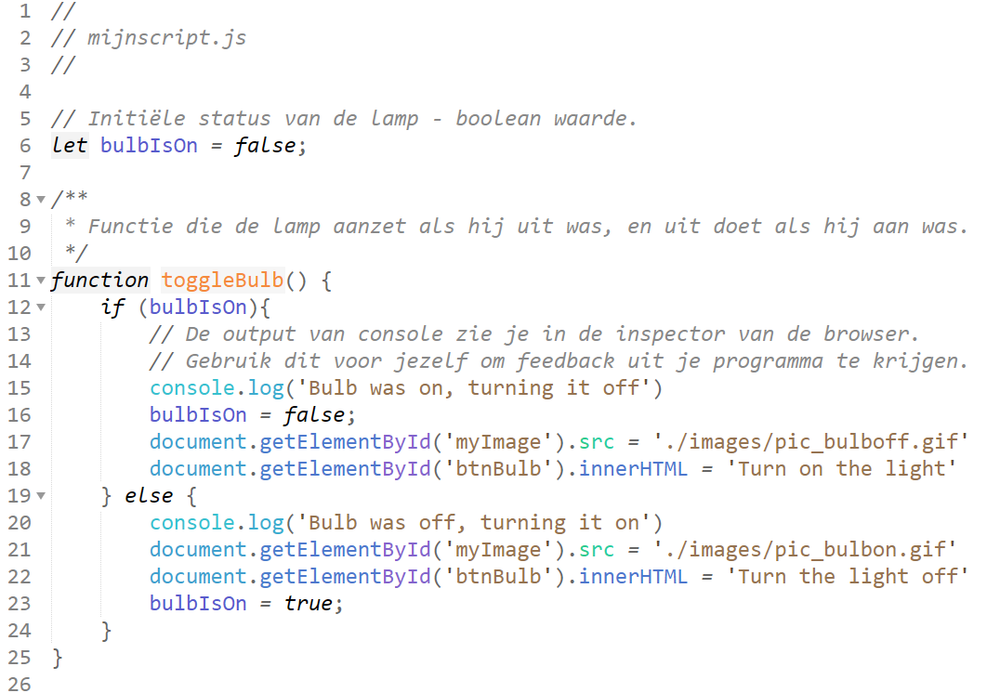 1 //
2 // mijnscript.js
3 //
4
5 // Initiële status van de lamp - boolean waarde.
6 let bulbIsOn = false;
7
8 /**
9  * Functie die de lamp aanzet als hij uit was, en uit doet als hij aan was.
10  */
11 function toggleBulb() {
12     if (bulbIsOn){
13         // De output van console zie je in de inspector van de browser.
14         // Gebruik dit voor jezelf om feedback uit je programma te krijgen.
15         console.log('Bulb was on, turning it off')
16         bulbIsOn = false;
17         document.getElementById('myImage').src = './images/pic_bulboff.gif'
18         document.getElementById('btnBulb').innerHTML = 'Turn on the light'
19     } else {
20         console.log('Bulb was off, turning it on')
21         document.getElementById('myImage').src = './images/pic_bulbon.gif'
22         document.getElementById('btnBulb').innerHTML = 'Turn the light off'
23         bulbIsOn = true;
24     }
25 }
26